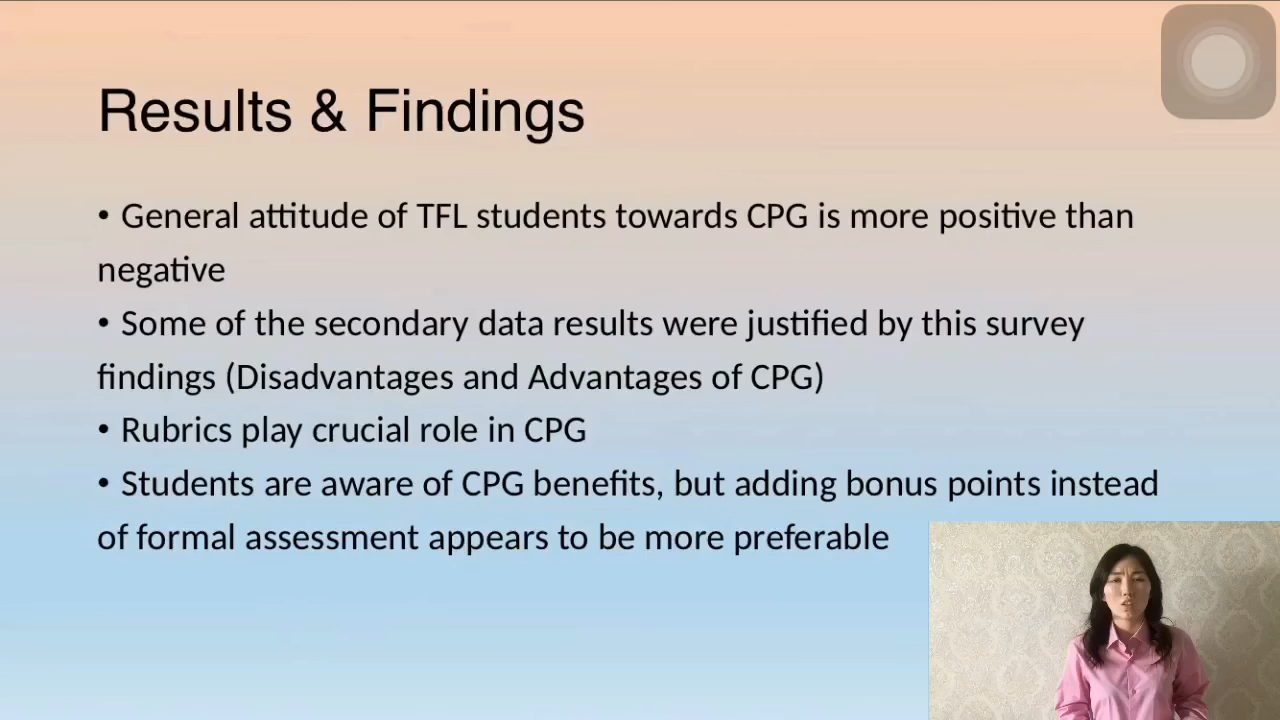 Results & Findings
• General attitude of TFL students towards CPG is more positive than
negative
• Some of the secondary data results were justified by this survey
findings (Disadvantages and Advantages of CPG)
• Rubrics play crucial role in CPG
• Students are aware of CPG benefits, but adding bonus points instead
of formal assessment appears to be more preferable